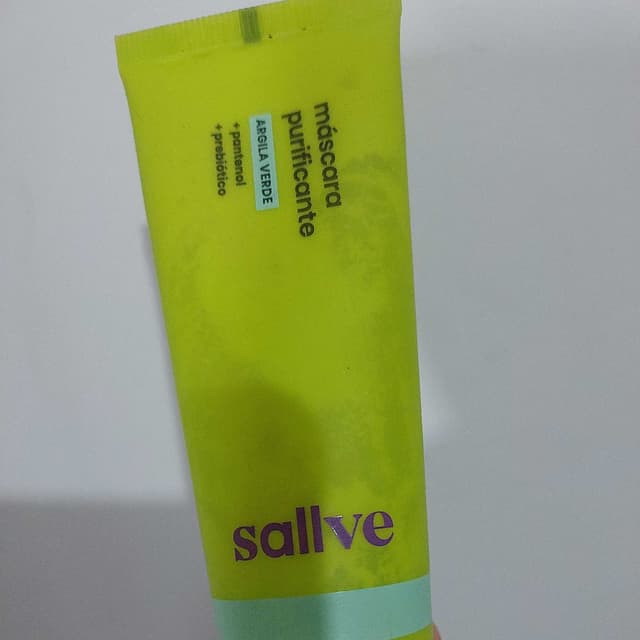 máscara
purificante
ARGILA VERDE
+ pantenol
+ prebiótico
sallve